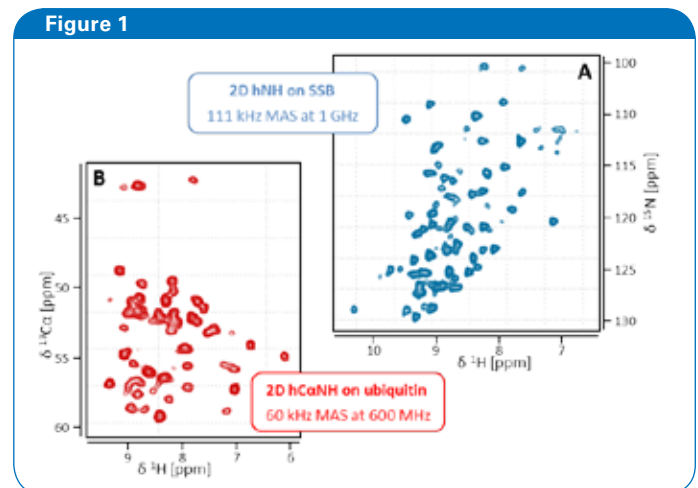 Figure 1
A
2D hNH on SSB
111 kHz MAS at 1 GHz
100
110
115
120
125
130
δ ¹⁵N [ppm]
10 9 8 7
δ ¹H [ppm]
B
45
50
55
60
δ ¹³Cα [ppm]
2D hCαNH on ubiquitin
60 kHz MAS at 600 MHz
9 8 7 6
δ ¹H [ppm]